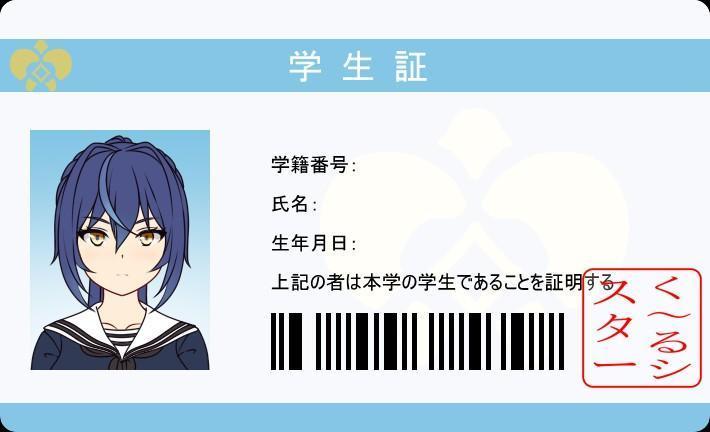 学生証
学籍番号:
氏名:
生年月日:
上記の者は本学の学生であることを証明する
く～るシ
スター